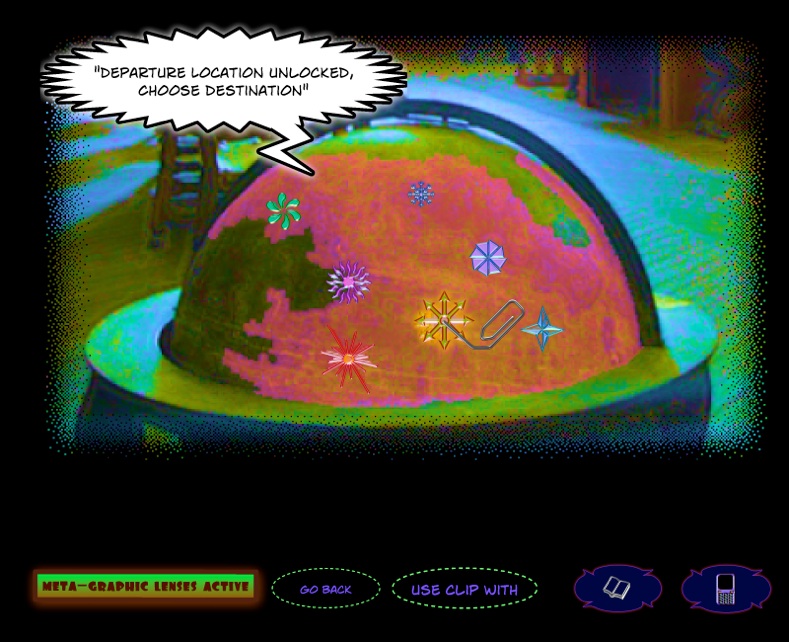 "DEPARTURE LOCATION UNLOCKED,
CHOOSE DESTINATION"
META-GRAPHIC LENSES ACTIVE
GO BACK
USE CLIP WITH